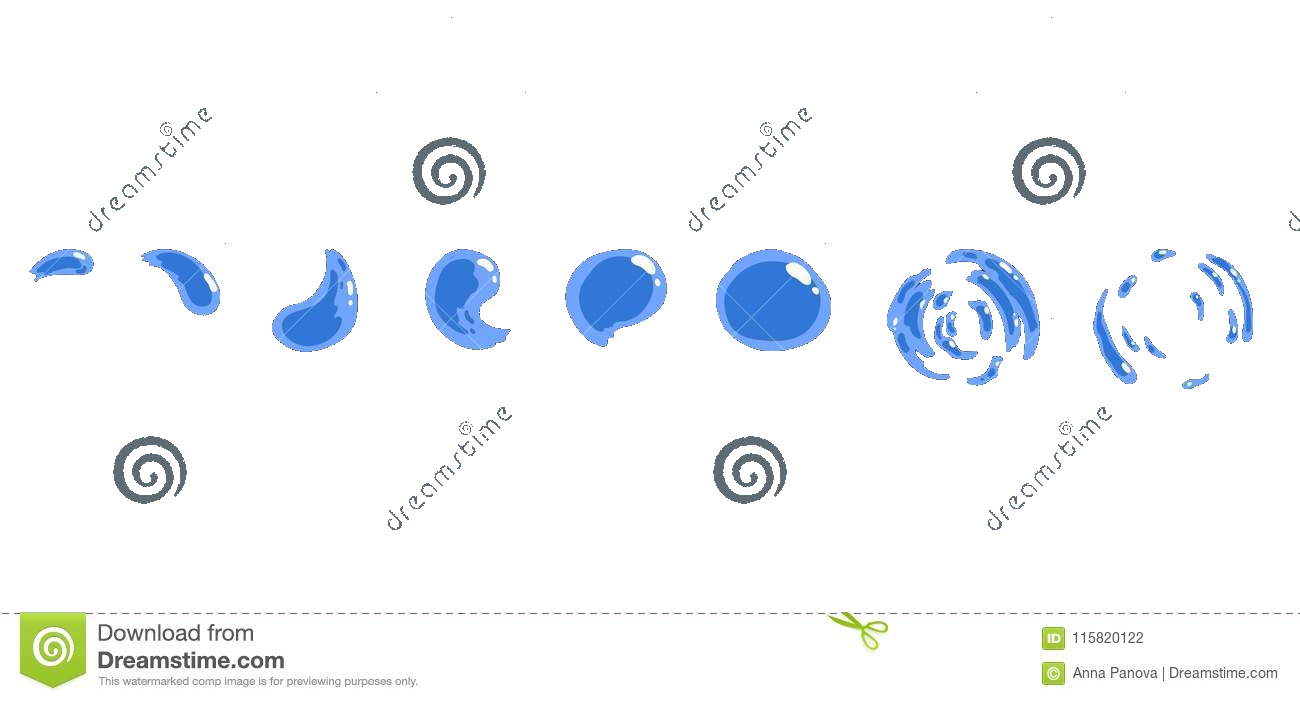 dreamstime
dreamstime
dreamstime
dreamstime
Download from
Dreamstime.com
This watermarked comp image is for previewing purposes only.
ID 115820122
© Anna Panova | Dreamstime.com